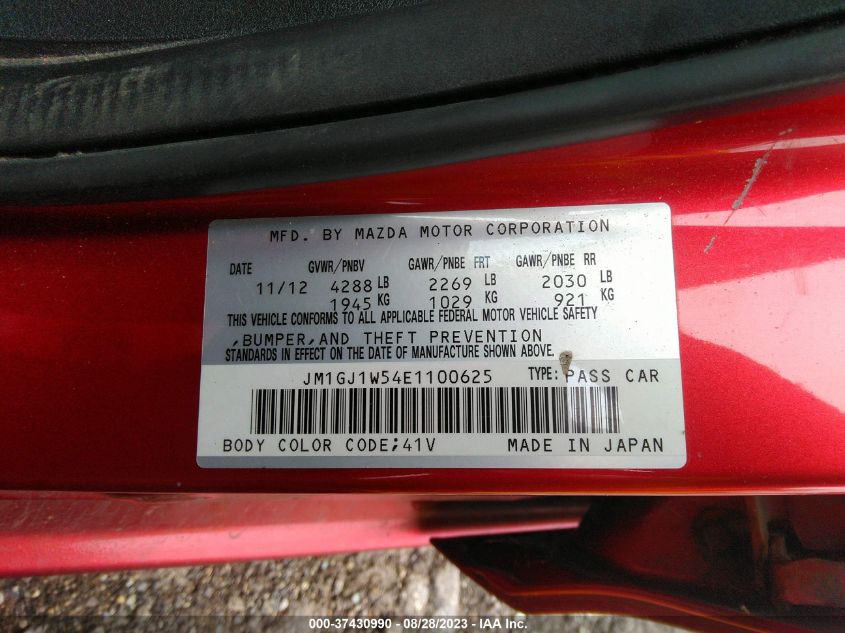 MFD. BY MAZDA MOTOR CORPORATION
DATE GVWR/PNBV GAWR/PNBE FRT GAWR/PNBE RR
11/12 4288 LB 2269 LB 2030 LB
1945 KG 1029 KG 921 KG
THIS VEHICLE CONFORMS TO ALL APPLICABLE FEDERAL MOTOR VEHICLE SAFETY
,BUMPER,AND THEFT PREVENTION
STANDARDS IN EFFECT ON THE DATE OF MANUFACTURE SHOWN ABOVE.
JM1GJ1W54E1100625 TYPE: PASS CAR
BODY COLOR CODE;41V MADE IN JAPAN
000-37430990 - 08/28/2023 - IAA Inc.